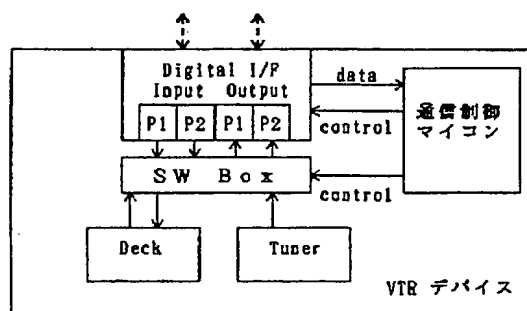 Digital I/F
Input Output
P1 P2 P1 P2
data
control
通信制御
マイコン
SW Box
control
Deck
Tuner
VTR デバイス